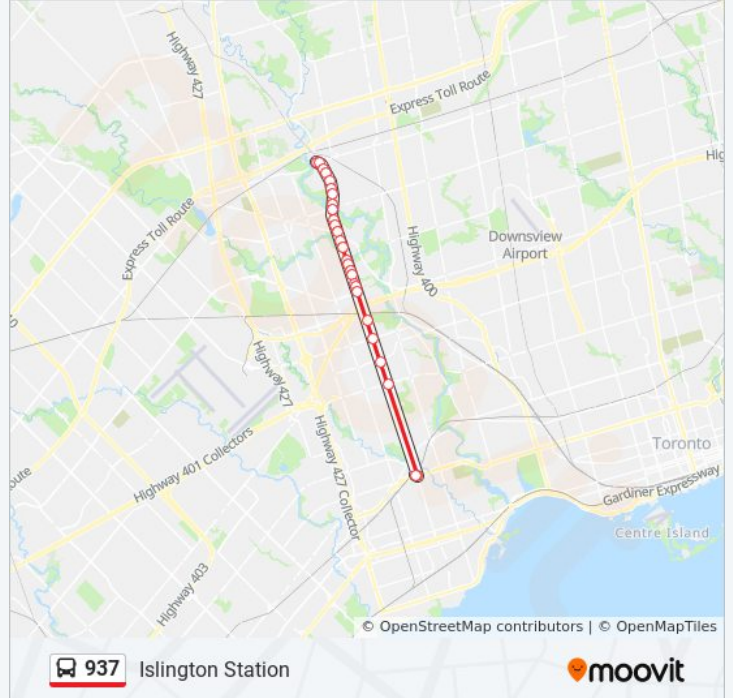 Highway 427
Express Toll Route
Hig
Downsview
Airport
Highway 400
Express Toll Route
10
Highway 427
Highway 427 Collector
Highway 401 Collectors
oute
Toronto
Gardiner Expressway
Centre Island
Highway 403
© OpenStreetMap contributors | © OpenMapTiles
937 Islington Station
moovit